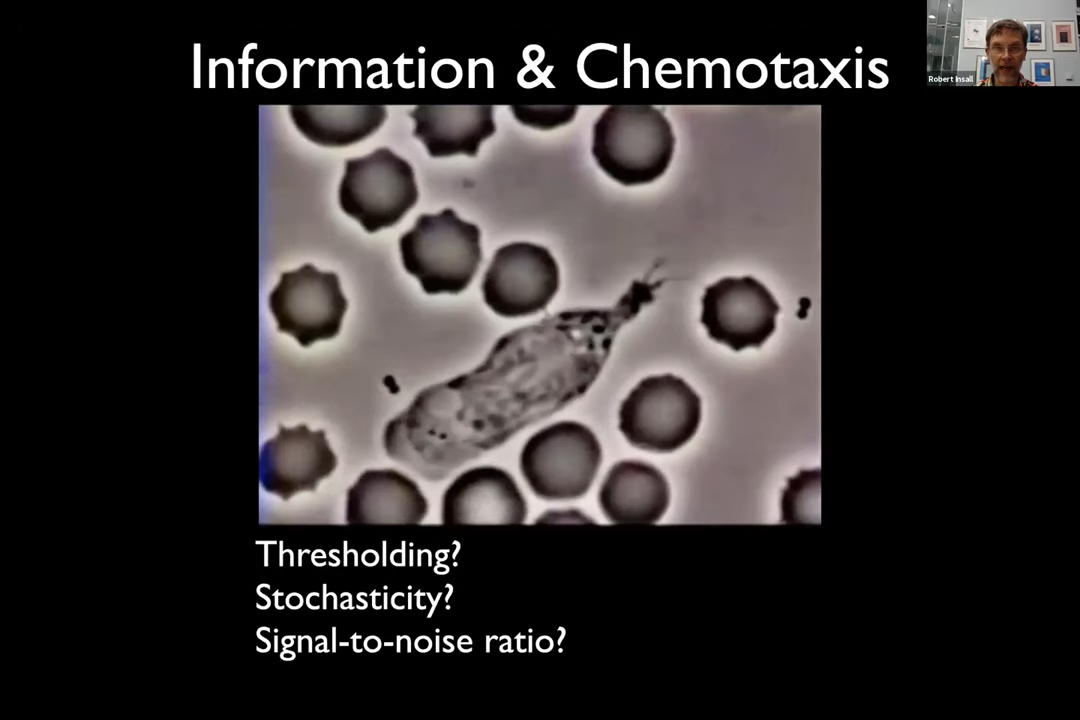 Information & Chemotaxis
Robert Insall
Thresholding?
Stochasticity?
Signal-to-noise ratio?